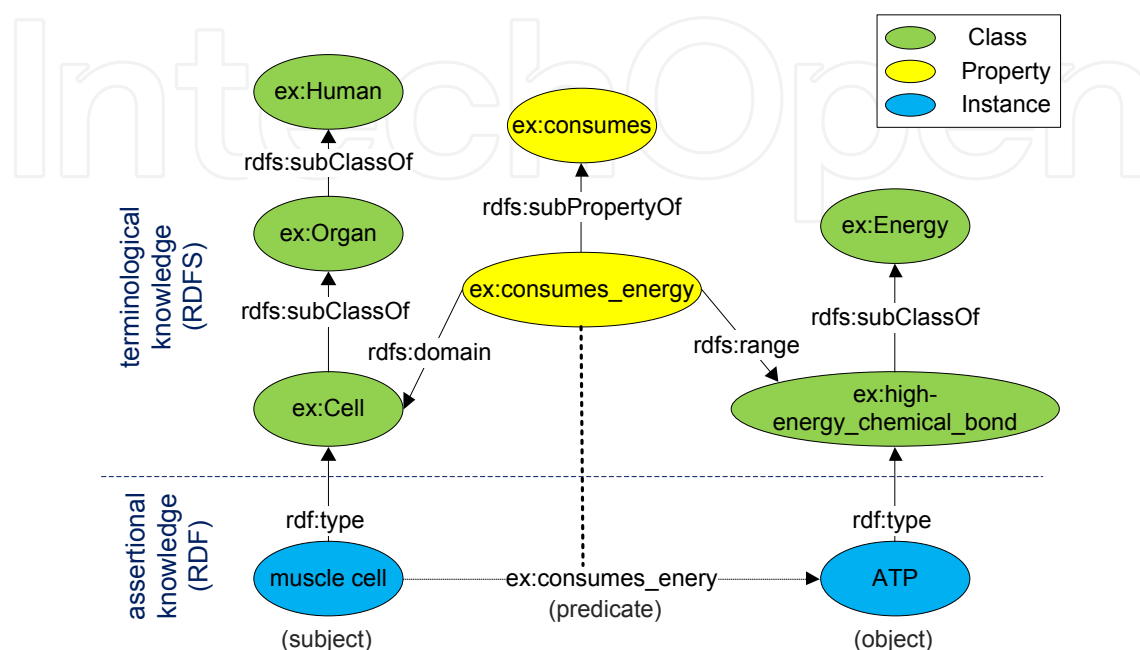 IntechOpen
Class
Property
Instance
ex:Human
rdfs:subClassOf
ex:Organ
rdfs:subClassOf
ex:Cell
ex:consumes
rdfs:subPropertyOf
ex:consumes_energy
rdfs:domain
rdfs:range
ex:Energy
rdfs:subClassOf
ex:high-
energy_chemical_bond
terminological
knowledge
(RDFS)
assertional
knowledge
(RDF)
rdf:type
rdf:type
muscle cell
ex:consumes_enery
(predicate)
ATP
(subject)
(object)